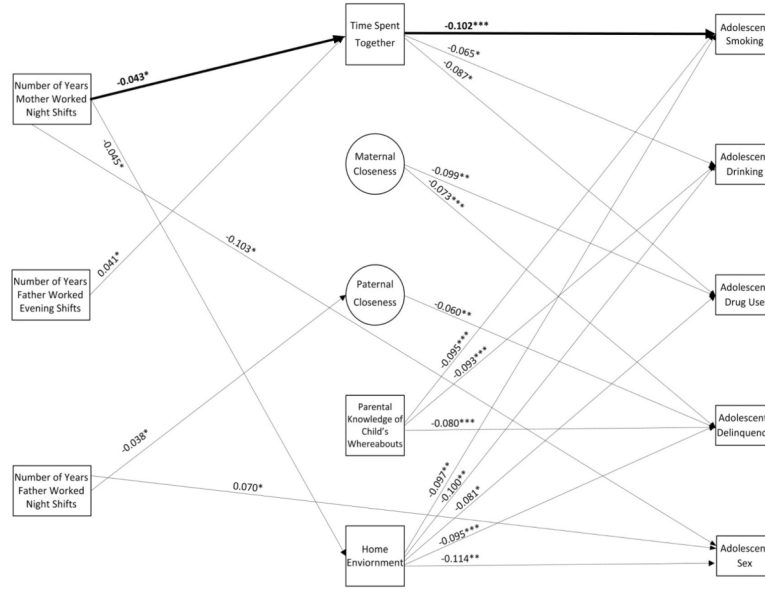 Time Spent
Together
-0.102***
Adolescent
Smoking
-0.043*
-0.065*
-0.087*
Number of Years
Mother Worked
Night Shifts
-0.045*
Maternal
Closeness
-0.099**
-0.073***
Adolescent
Drinking
-0.103*
0.041*
Number of Years
Father Worked
Evening Shifts
Paternal
Closeness
-0.060**
Adolescent
Drug Use
-0.095***
-0.093***
Parental
Knowledge of
Child's
Whereabouts
-0.080***
Adolescent
Delinquenc
-0.038*
Number of Years
Father Worked
Night Shifts
0.070*
-0.097**
-0.100**
-0.081*
-0.095***
-0.114**
Home
Enviornment
Adolescent
Sex